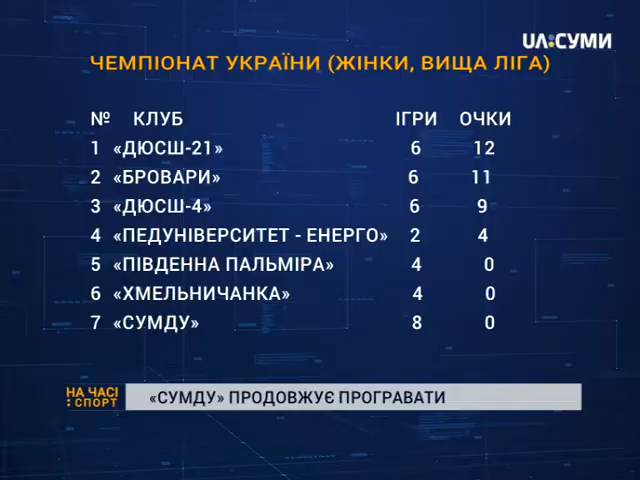 UA:СУМИ
ЧЕМПІОНАТ УКРАЇНИ (ЖІНКИ, ВИЩА ЛІГА)
№ КЛУБ ІГРИ ОЧКИ
1 «ДЮСШ-21» 6 12
2 «БРОВАРИ» 6 11
3 «ДЮСШ-4» 6 9
4 «ПЕДУНІВЕРСИТЕТ - ЕНЕРГО» 2 4
5 «ПІВДЕННА ПАЛЬМІРА» 4 0
6 «ХМЕЛЬНИЧАНКА» 4 0
7 «СУМДУ» 8 0
НА ЧАСІ
: СПОРТ
«СУМДУ» ПРОДОВЖУЄ ПРОГРАВАТИ